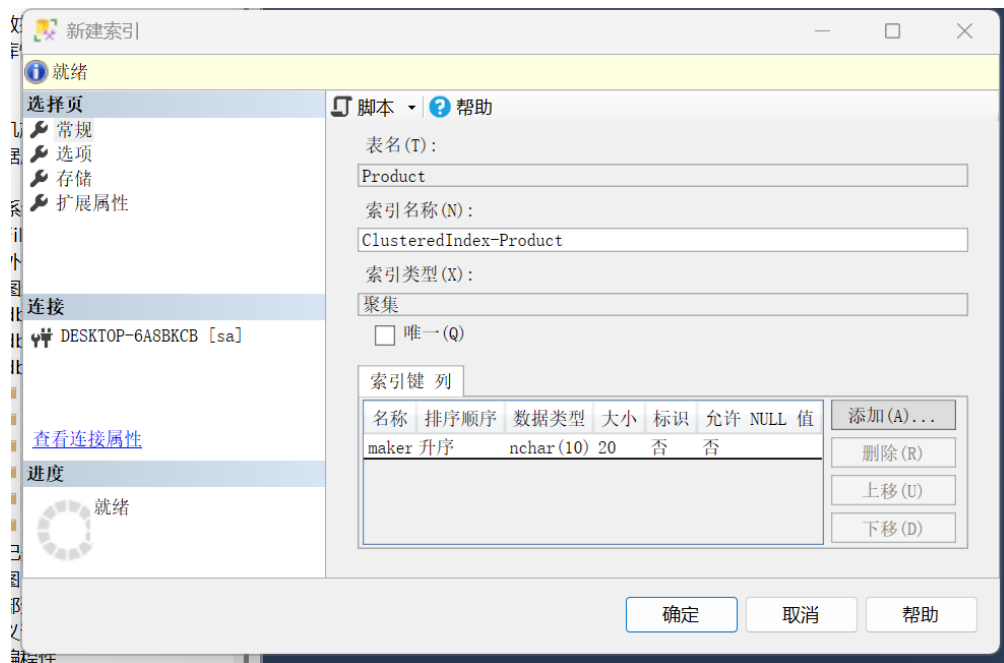 新建索引
就绪
选择页
常规
选项
存储
扩展属性
连接
DESKTOP-6A8BKCB [sa]
查看连接属性
进度
就绪
脚本 帮助
表名(T):
Product
索引名称(N):
ClusteredIndex-Product
索引类型(X):
聚集
唯一(Q)
索引键 列
名称 排序顺序 数据类型 大小 标识 允许 NULL 值
maker 升序 nchar(10) 20 否 否
添加(A)...
删除(R)
上移(U)
下移(D)
确定 取消 帮助